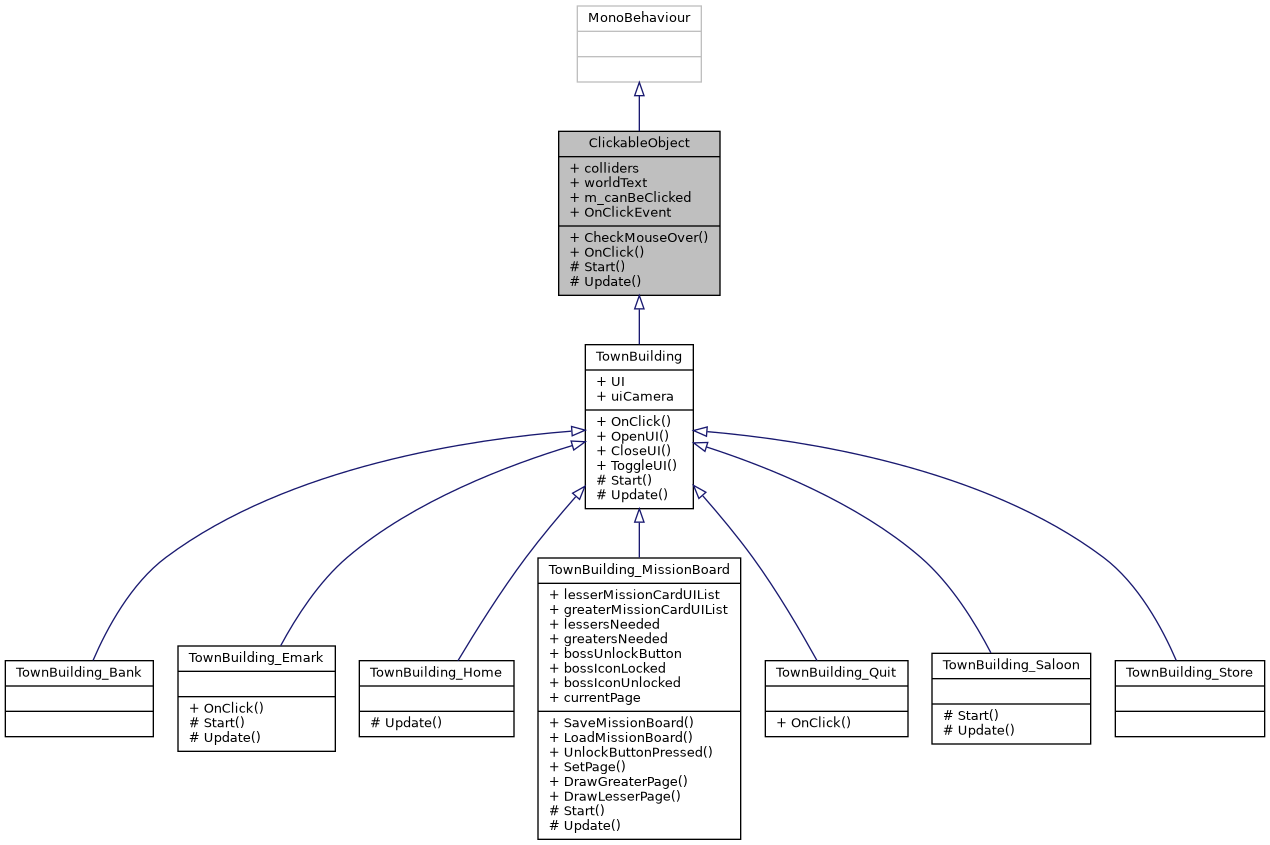 MonoBehaviour
ClickableObject
+ colliders
+ worldText
+ m_canBeClicked
+ OnClickEvent
+ CheckMouseOver()
+ OnClick()
# Start()
# Update()
TownBuilding
+ UI
+ uiCamera
+ OnClick()
+ OpenUI()
+ CloseUI()
+ ToggleUI()
# Start()
# Update()
TownBuilding_Bank
TownBuilding_Emark
+ OnClick()
# Start()
# Update()
TownBuilding_Home
# Update()
TownBuilding_MissionBoard
+ lesserMissionCardUIList
+ greaterMissionCardUIList
+ lessersNeeded
+ greatersNeeded
+ bossUnlockButton
+ bossIconLocked
+ bossIconUnlocked
+ currentPage
+ SaveMissionBoard()
+ LoadMissionBoard()
+ UnlockButtonPressed()
+ SetPage()
+ DrawGreaterPage()
+ DrawLesserPage()
# Start()
# Update()
TownBuilding_Quit
+ OnClick()
TownBuilding_Saloon
# Start()
# Update()
TownBuilding_Store